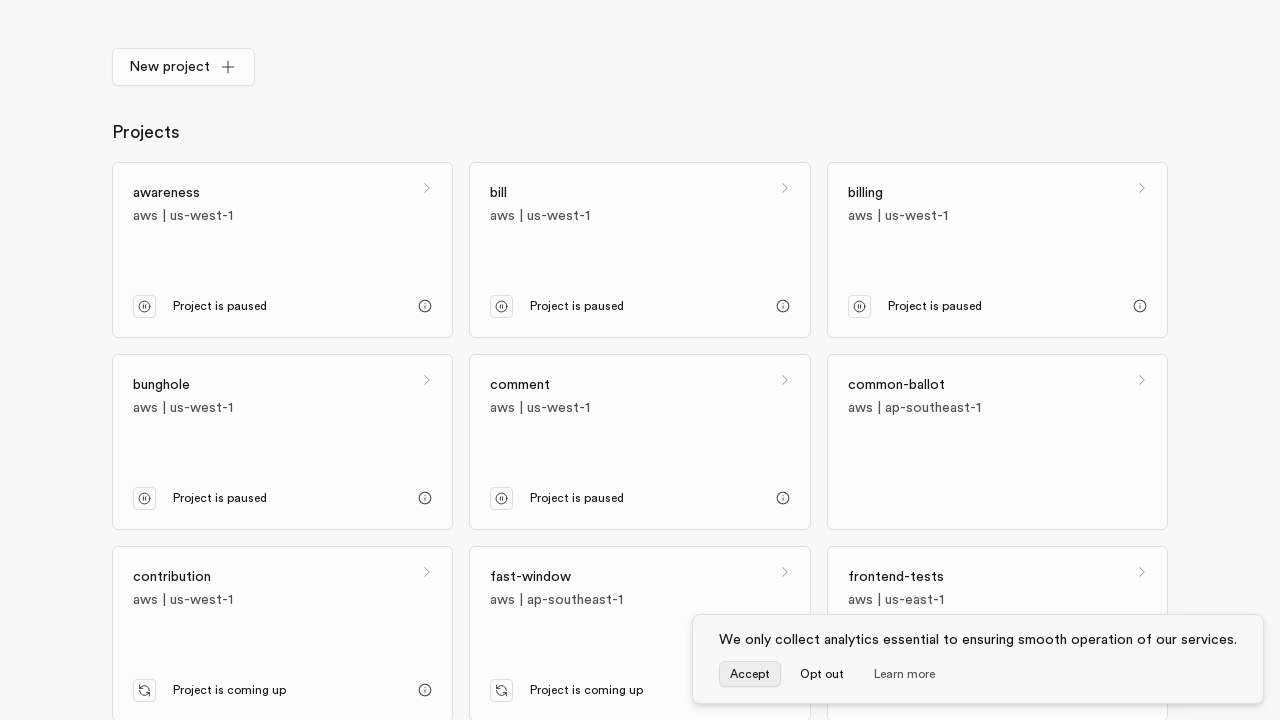 New project
Projects
awareness
aws | us-west-1
Project is paused
bill
aws | us-west-1
Project is paused
billing
aws | us-west-1
Project is paused
bunghole
aws | us-west-1
Project is paused
comment
aws | us-west-1
Project is paused
common-ballot
aws | ap-southeast-1
contribution
aws | us-west-1
Project is coming up
fast-window
aws | ap-southeast-1
Project is coming up
frontend-tests
aws | us-east-1
We only collect analytics essential to ensuring smooth operation of our services.
Accept
Opt out
Learn more